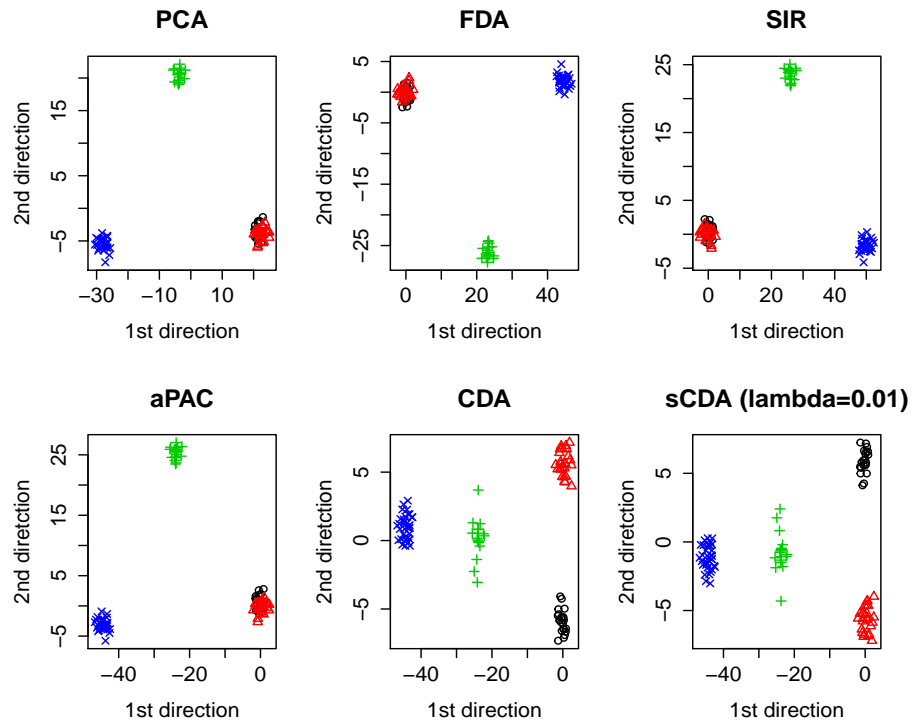 PCA
15
5
−5
−30
−10
10
2nd diretction
1st direction
FDA
5
−5
−15
−25
0
20
40
2nd diretction
1st direction
SIR
25
15
5
−5
0
20
40
2nd diretction
1st direction
aPAC
25
15
5
−5
−40
−20
0
2nd diretction
1st direction
CDA
5
0
−5
−40
−20
0
2nd diretction
1st direction
sCDA (lambda=0.01)
5
0
−5
−40
−20
0
2nd diretction
1st direction